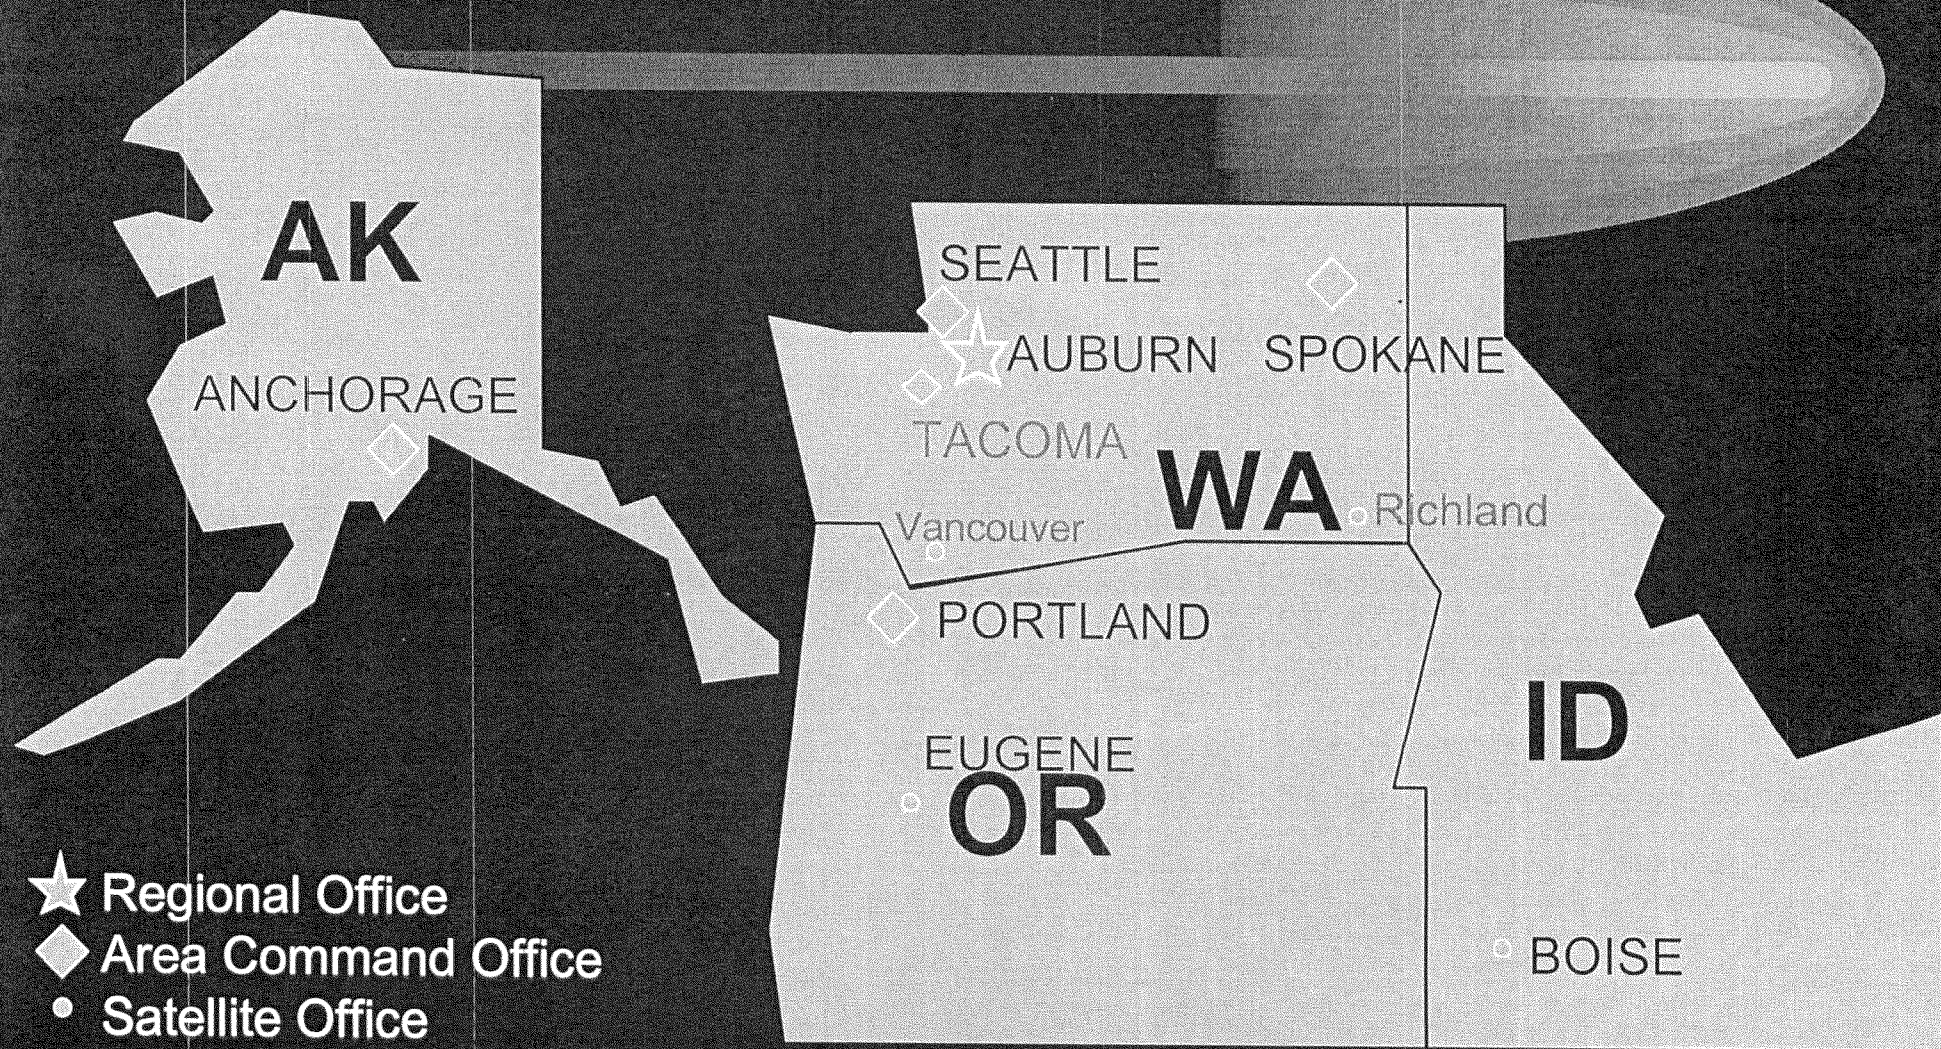 AK
ANCHORAGE
SEATTLE
AUBURN
SPOKANE
TACOMA
WA
Richland
Vancouver
PORTLAND
EUGENE
OR
ID
BOISE
Regional Office
Area Command Office
Satellite Office